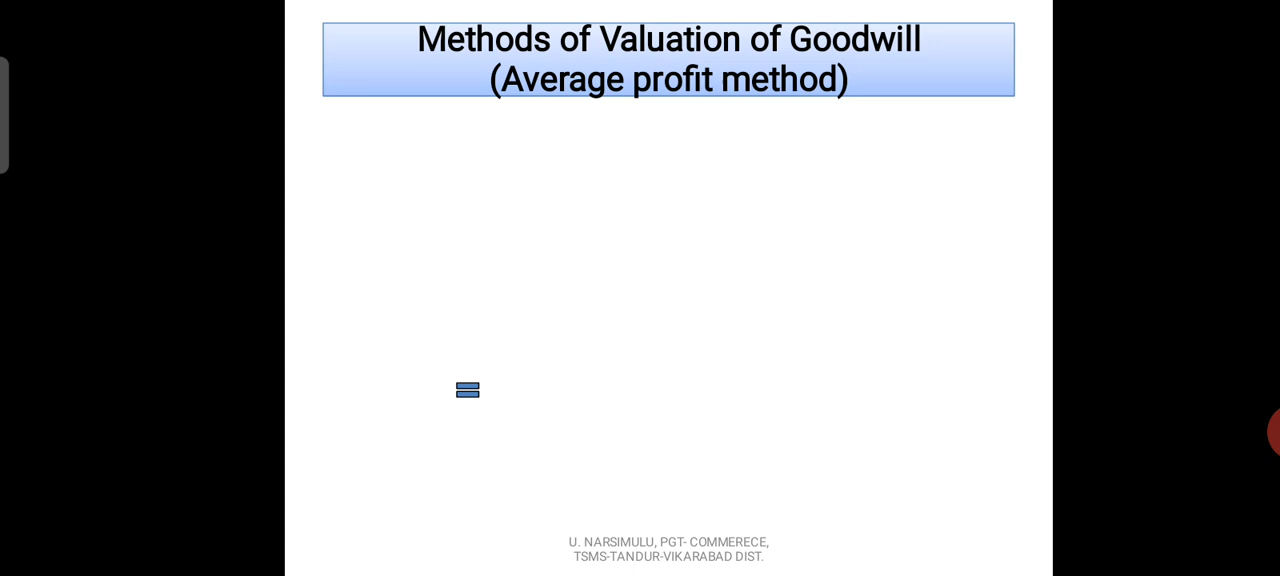 Methods of Valuation of Goodwill
(Average profit method)
=
U. NARSIMULU, PGT- COMMERECE,
TSMS-TANDUR-VIKARABAD DIST.